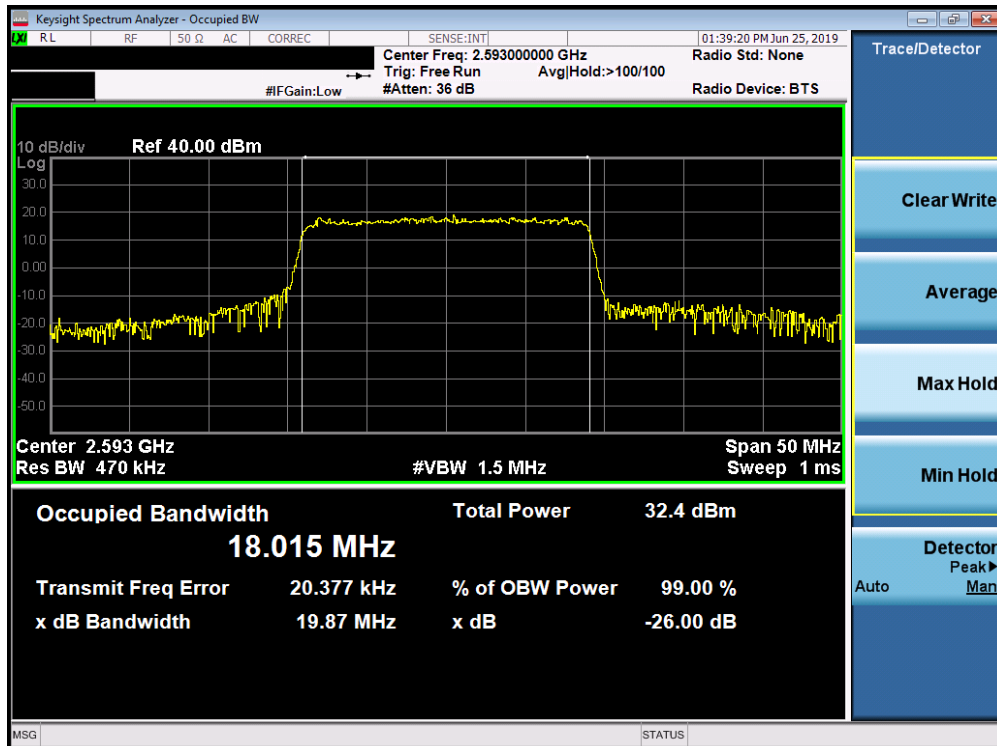 Keysight Spectrum Analyzer - Occupied BW
LXI RL RF 50 Ω AC CORREC SENSE:INT 01:39:20 PM Jun 25, 2019
Center Freq: 2.593000000 GHz Radio Std: None
Trig: Free Run Avg|Hold:>100/100
#IFGain:Low #Atten: 36 dB Radio Device: BTS
10 dB/div Ref 40.00 dBm
Log
30.0
20.0
10.0
0.00
-10.0
-20.0
-30.0
-40.0
-50.0
Center 2.593 GHz Span 50 MHz
Res BW 470 kHz #VBW 1.5 MHz Sweep 1 ms
Occupied Bandwidth Total Power 32.4 dBm
18.015 MHz
Transmit Freq Error 20.377 kHz % of OBW Power 99.00 %
x dB Bandwidth 19.87 MHz x dB -26.00 dB
MSG STATUS
Trace/Detector
Clear Write
Average
Max Hold
Min Hold
Detector
Peak▶
Auto Man